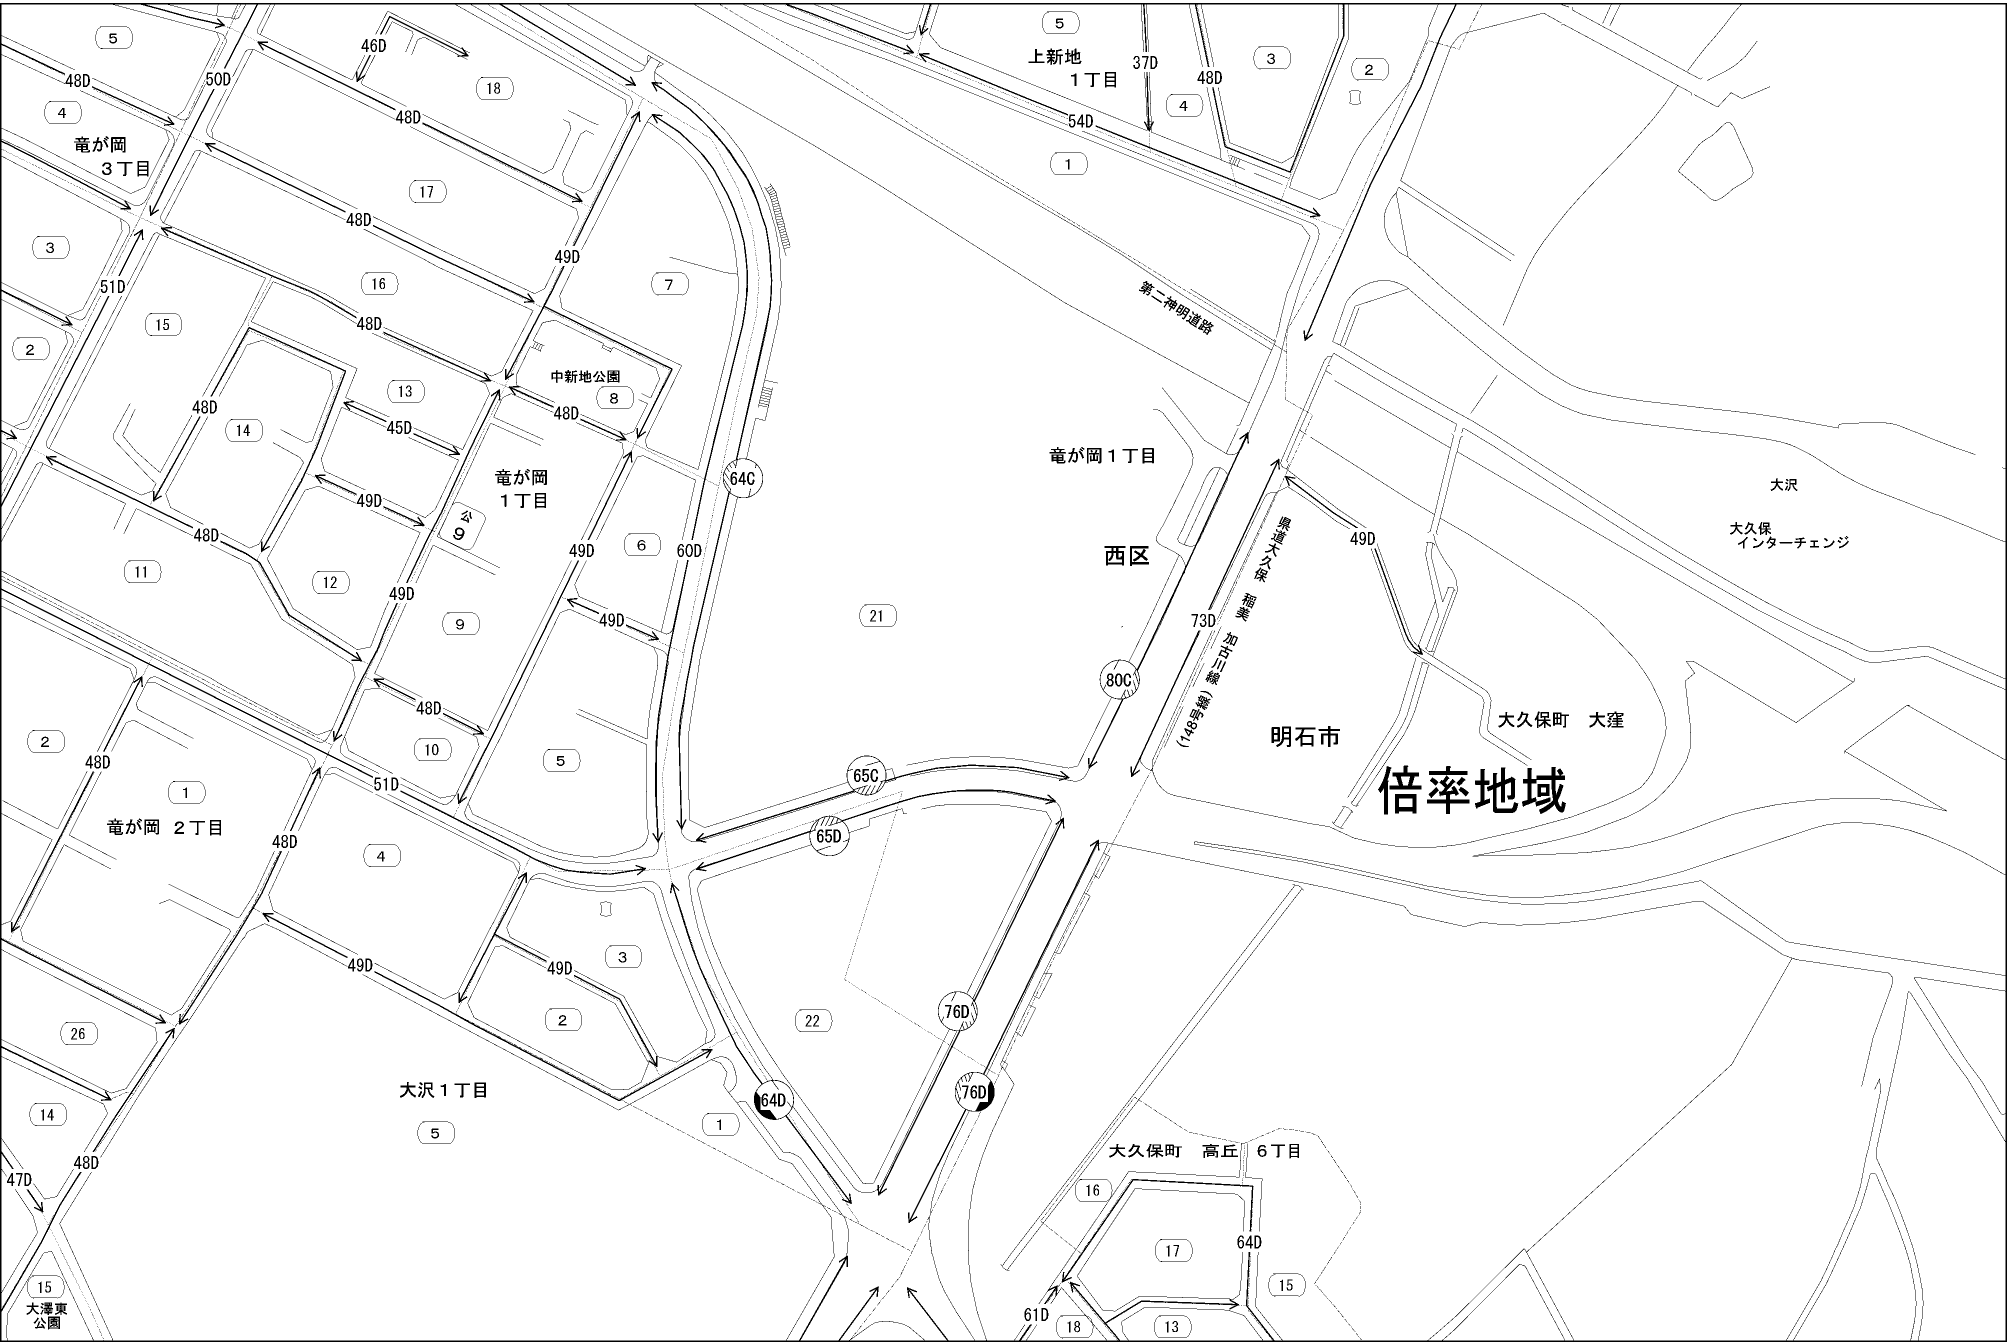 5
46D
18
50D
48D
4
48D
竜が岡
３丁目
17
48D
3
49D
51D
16
7
15
48D
2
中新地公園
8
13
48D
48D
45D
14
竜が岡
１丁目
49D
公
9
48D
64C
6
60D
49D
11
12
49D
9
49D
48D
10
5
51D
2
48D
1
竜が岡 ２丁目
48D
4
49D
49D
3
2
26
14
48D
47D
15
大澤東
公園
大沢１丁目
5
1
5
上新地
１丁目
37D
48D
3
2
4
54D
1
第二神明道路
竜が岡１丁目
西区
21
80C
73D
県道大久保 稲美 加古川線
(148号線)
49D
大沢
大久保
インターチェンジ
大久保町 大窪
明石市
倍率地域
65C
65D
22
76D
76D
64D
大久保町 高丘 ６丁目
16
17
64D
15
61D
18
13